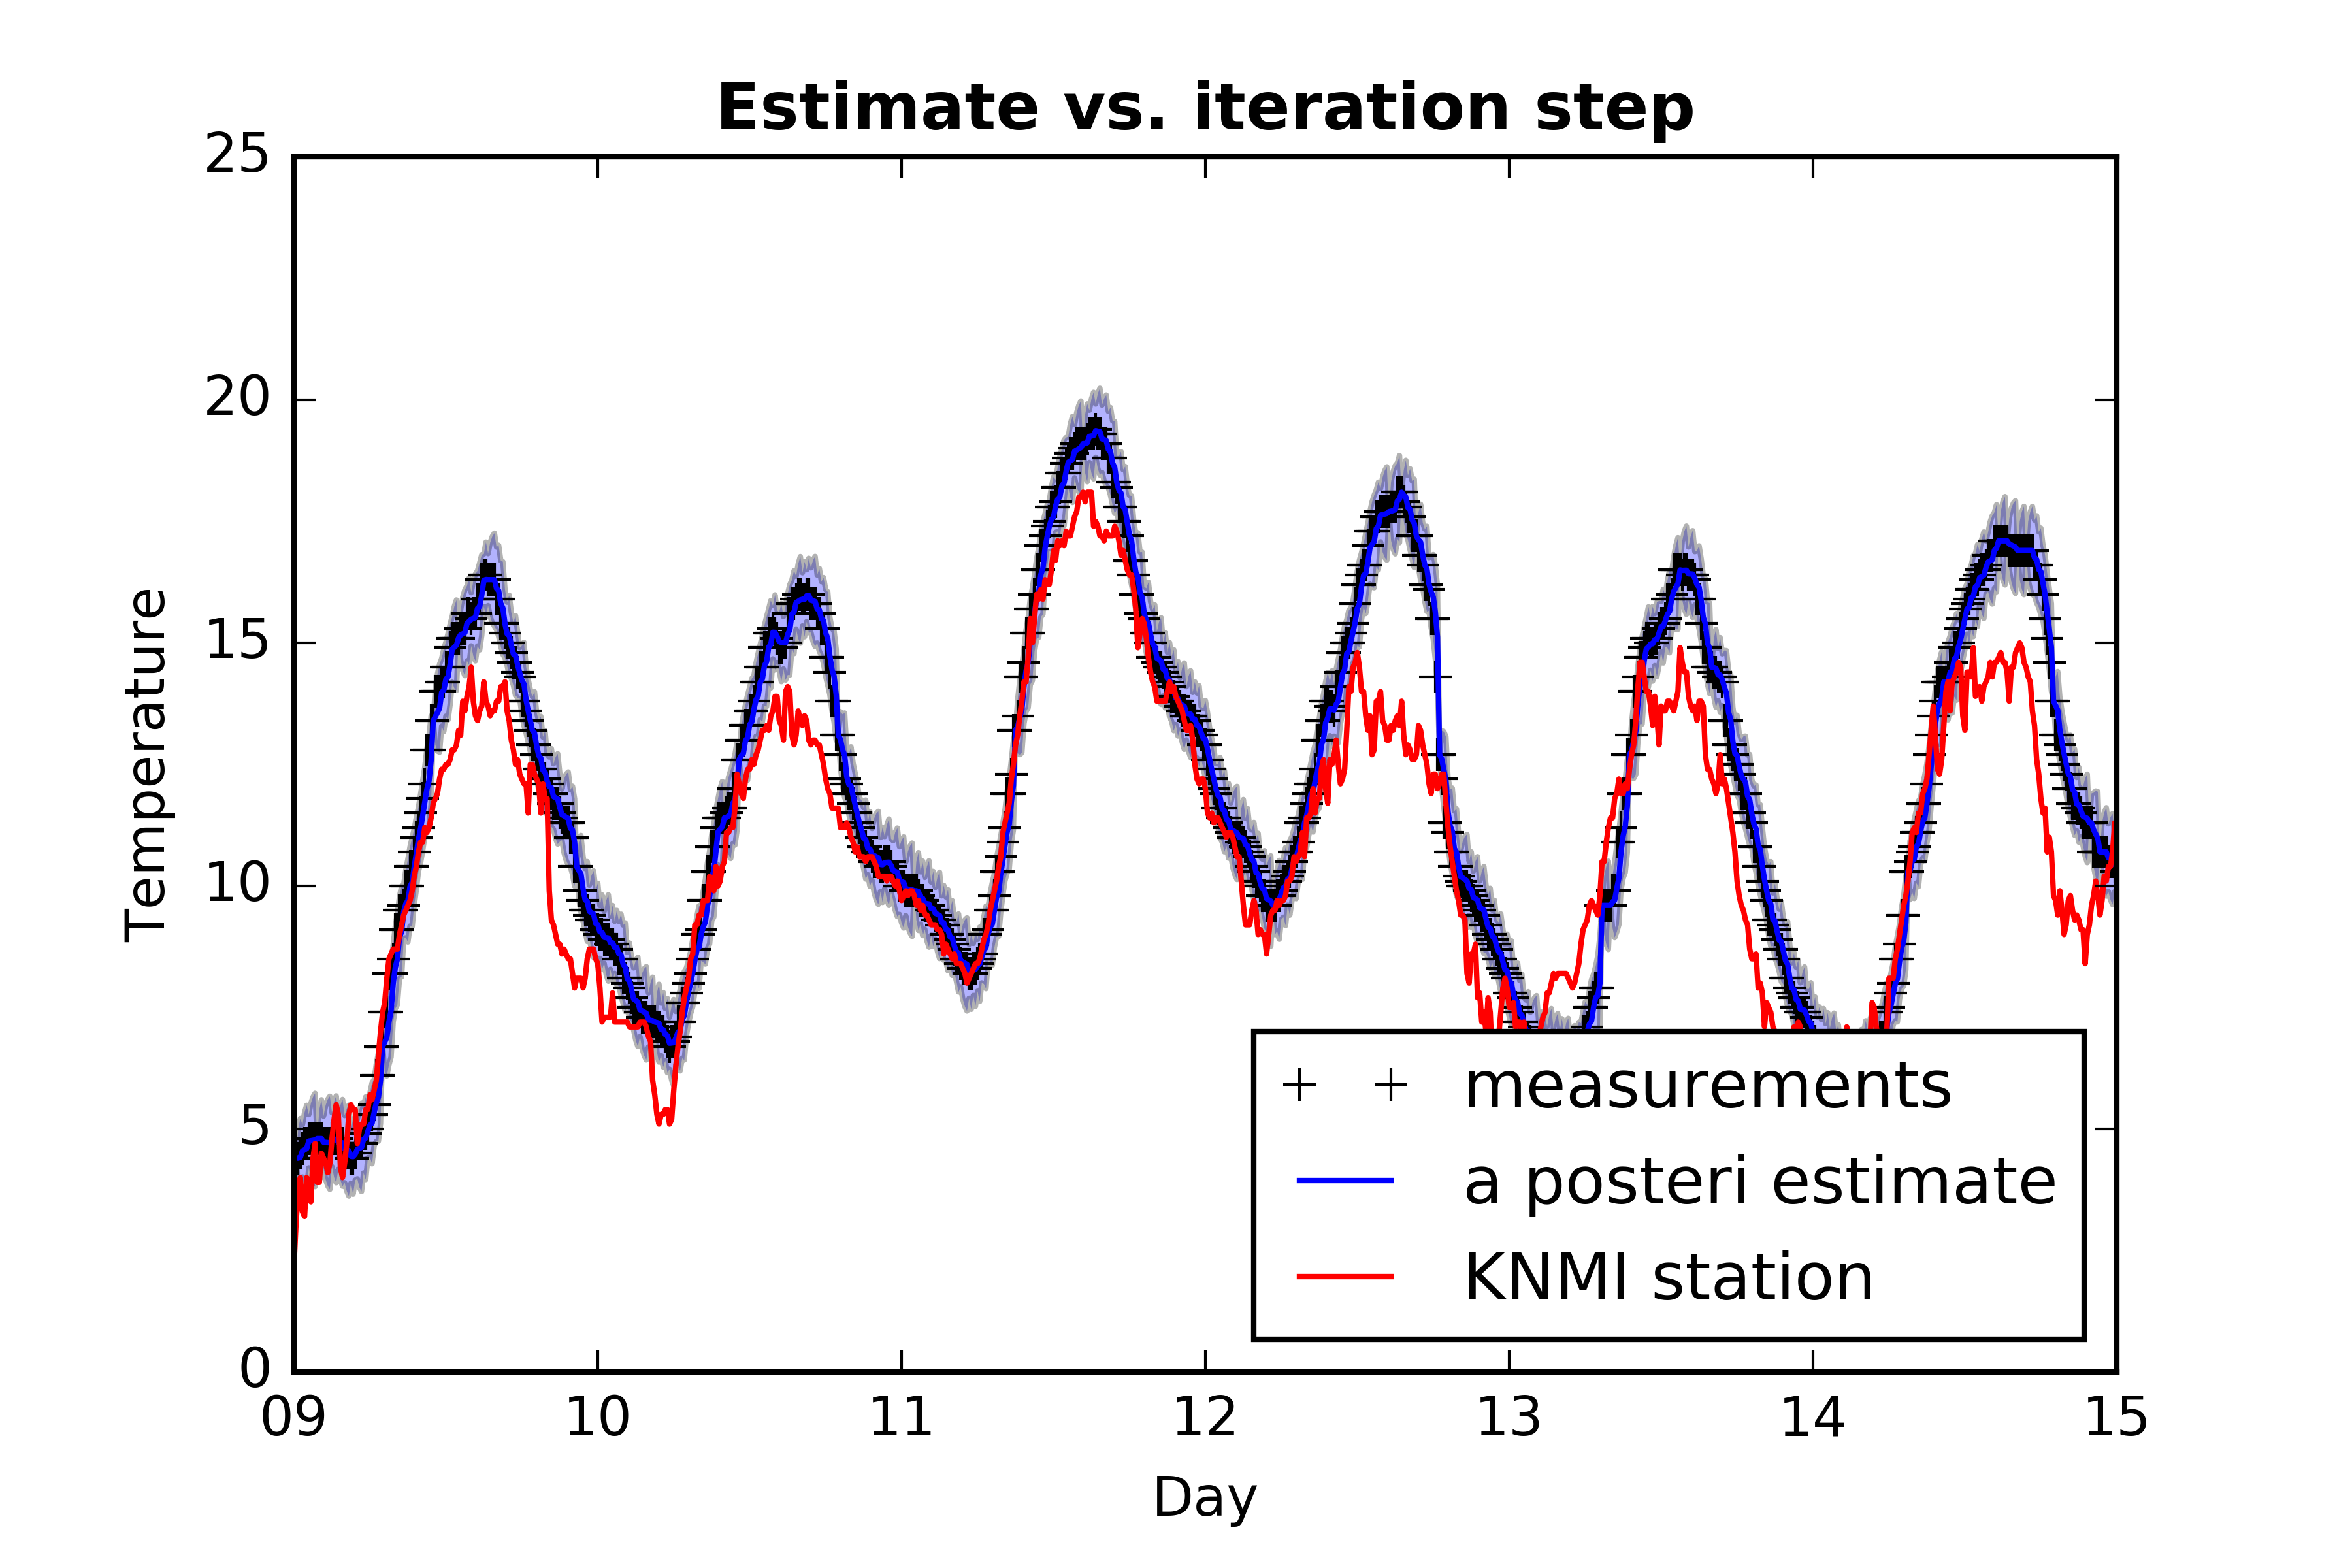 Estimate vs. iteration step
25
20
15
10
5
0
Temperature
measurements
a posteri estimate
KNMI station
09 10 11 12 13 14 15
Day